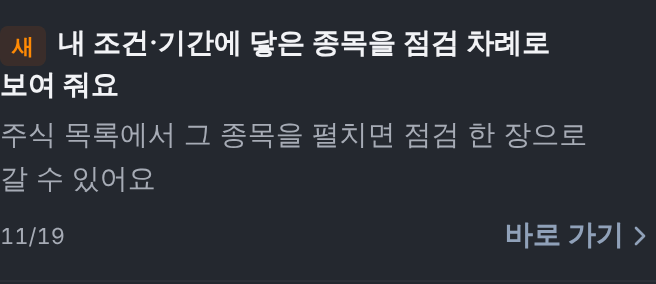 새 내 조건·기간에 닿은 종목을 점검 차례로
보여 줘요
주식 목록에서 그 종목을 펼치면 점검 한 장으로
갈 수 있어요
11/19
바로 가기 >